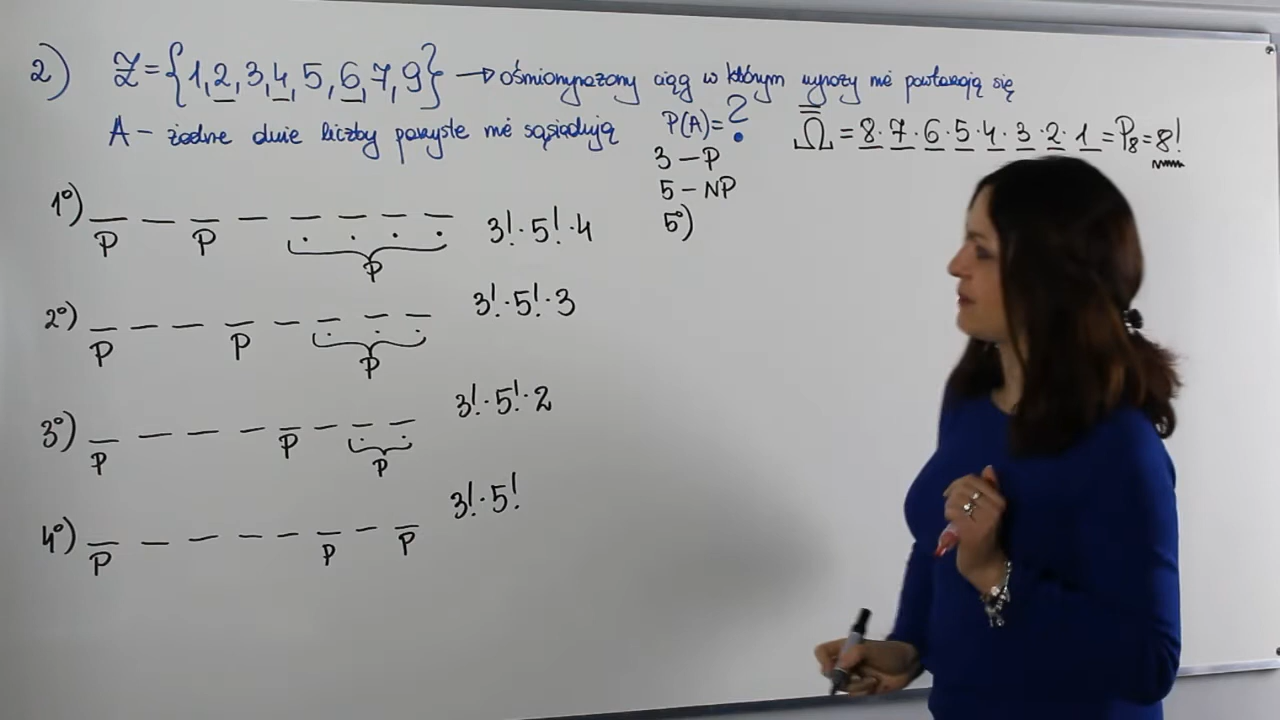 2) Z = {1, 2, 3, 4, 5, 6, 7, 9} → ośmiowyrazowy ciąg w którym wyrazy nie powtarzają się
A – żadne dwie liczby parzyste nie sąsiadują P(A) = ?
Ω = 8·7·6·5·4·3·2·1 = P8 = 8!
3 – P
5 – NP
1°) _ _ _ _ _ _ _ _ 3!·5!·4
P P P
2°) _ _ _ _ _ _ _ _ 3!·5!·3
P P P
3°) _ _ _ _ _ _ _ _ 3!·5!·2
P P P
4°) _ _ _ _ _ _ _ _ 3!·5!
P P P
5°)